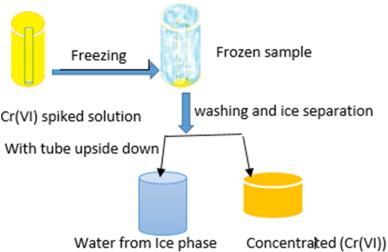 Freezing
Frozen sample
Cr(VI) spiked solution
washing and ice separation
With tube upside down
Water from Ice phase
Concentrated (Cr(VI))